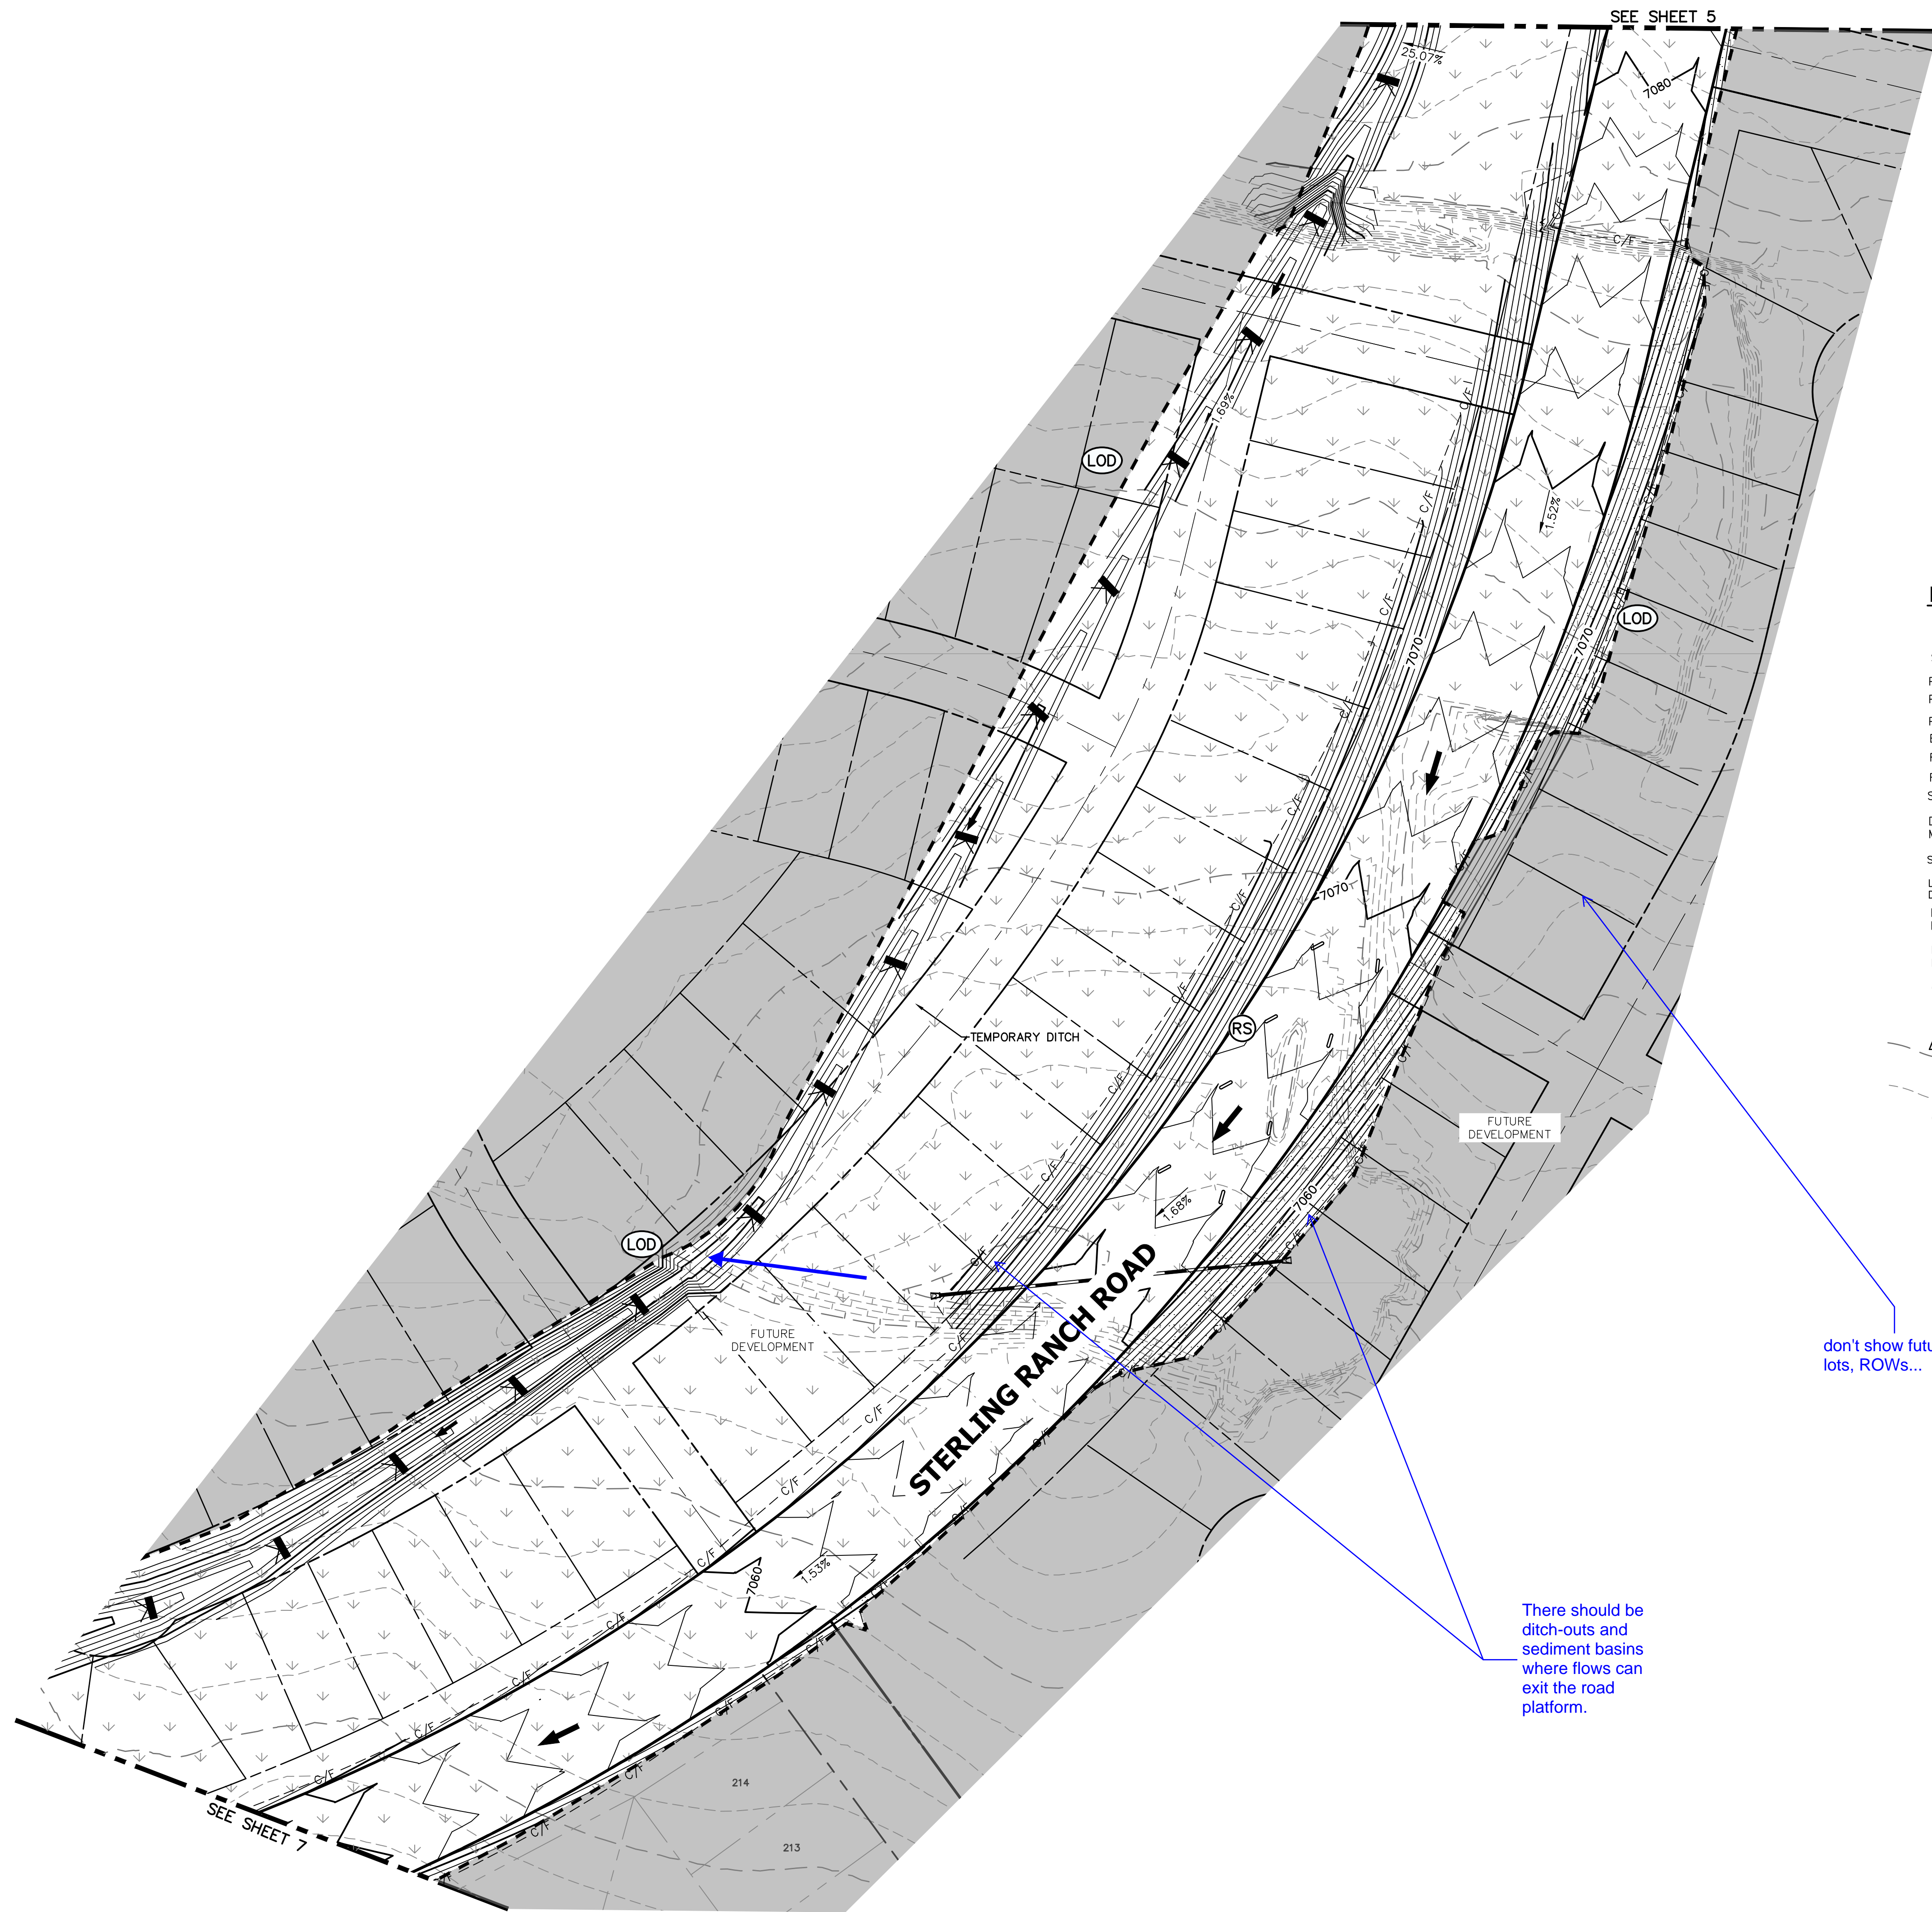 SEE SHEET 5
25.07%
7080
C/F
C/F
1.69%
LOD
C/F
C/F
C/F
1.52%
C/F
C/F
C/F
LOD
7070
7070
C/F
C/F
C/F
C/F
C/F
7070
C/F
C/F
C/F
RS
TEMPORARY DITCH
C/F
C/F
FUTURE
DEVELOPMENT
C/F
C/F
7060
1.68%
LOD
C/F
C/F
STERLING RANCH ROAD
FUTURE
DEVELOPMENT
C/F
C/F
don't show futu
lots, ROWs...
C/F
C/F
C/F
C/F
C/F
1.53%
7060
C/F
C/F
C/F
There should be
ditch-outs and
sediment basins
where flows can
exit the road
platform.
C/F
C/F
C/F
C/F
C/F
214
SEE SHEET 7
C/F
213